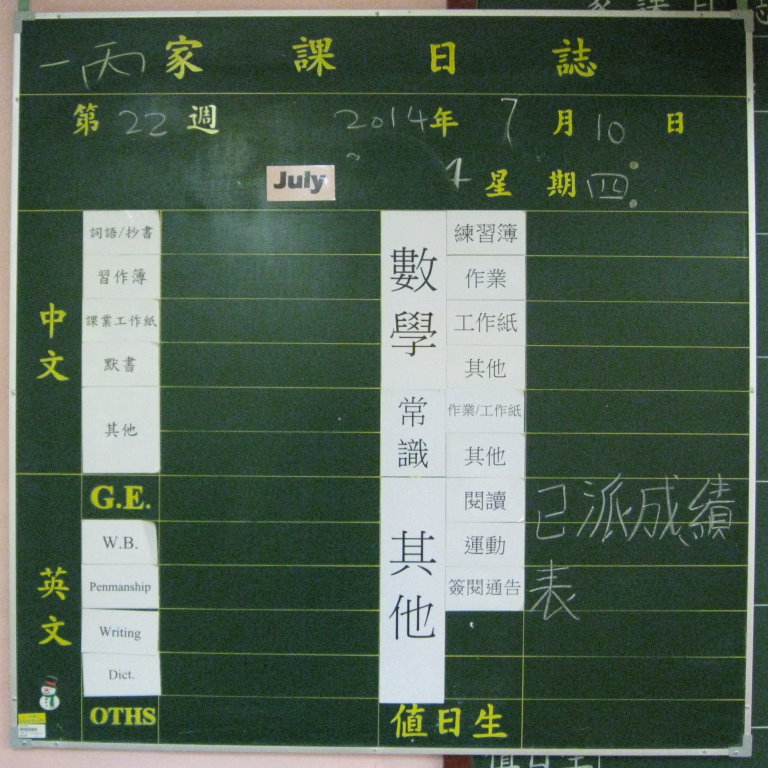 一丙家課日誌
第22週 2014年7月10日
July 星期四
中文
詞語/抄書
習作簿
課業工作紙
默書
其他
英文
G.E.
W.B.
Penmanship
Writing
Dict.
OTHS
數學
練習簿
作業
工作紙
其他
常識
作業/工作紙
其他
其他
閱讀
運動
簽閱通告
已派成績
表
值日生